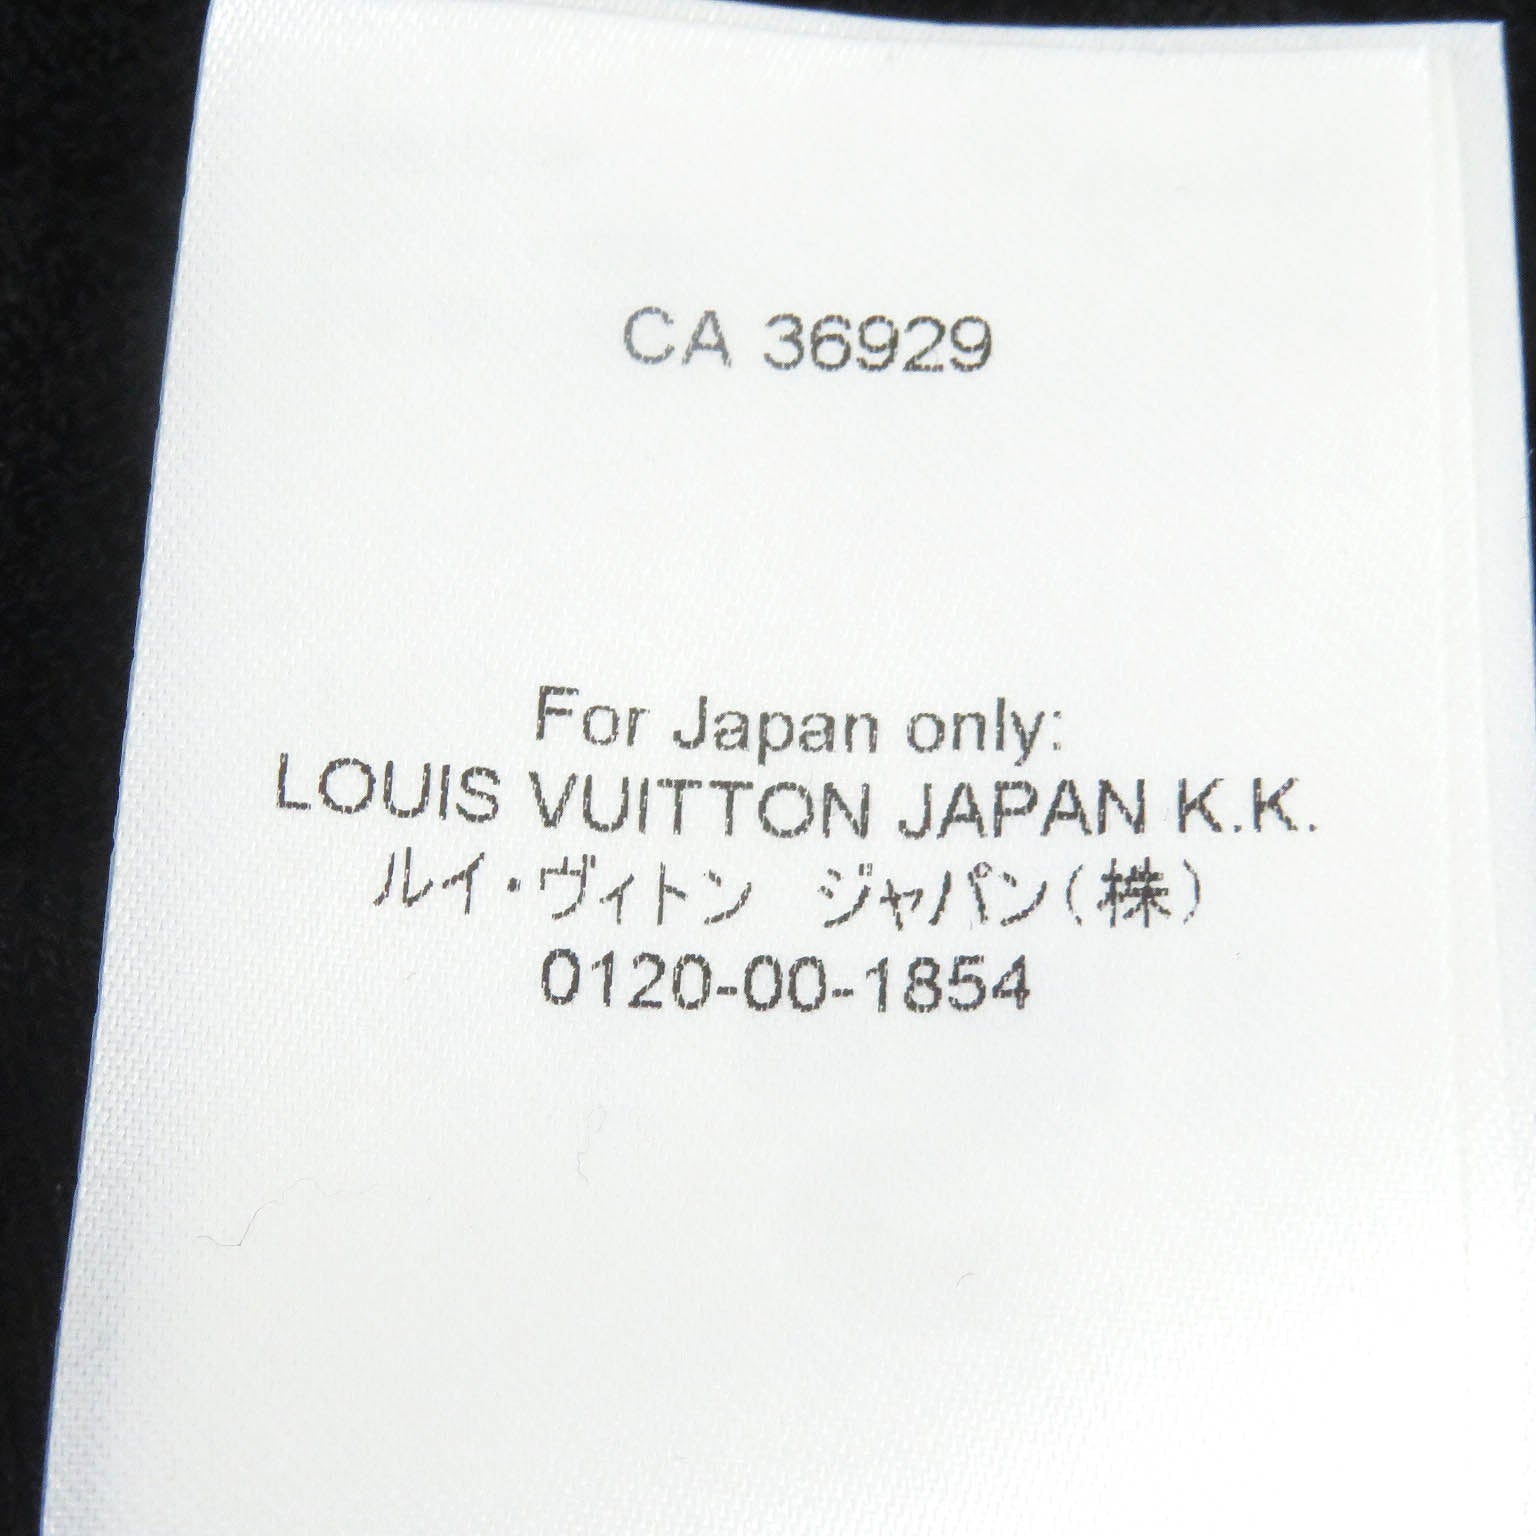 CA 36929
For Japan only:
LOUIS VUITTON JAPAN K.K.
ルイ・ヴィトン　ジャパン(株)
0120-00-1854